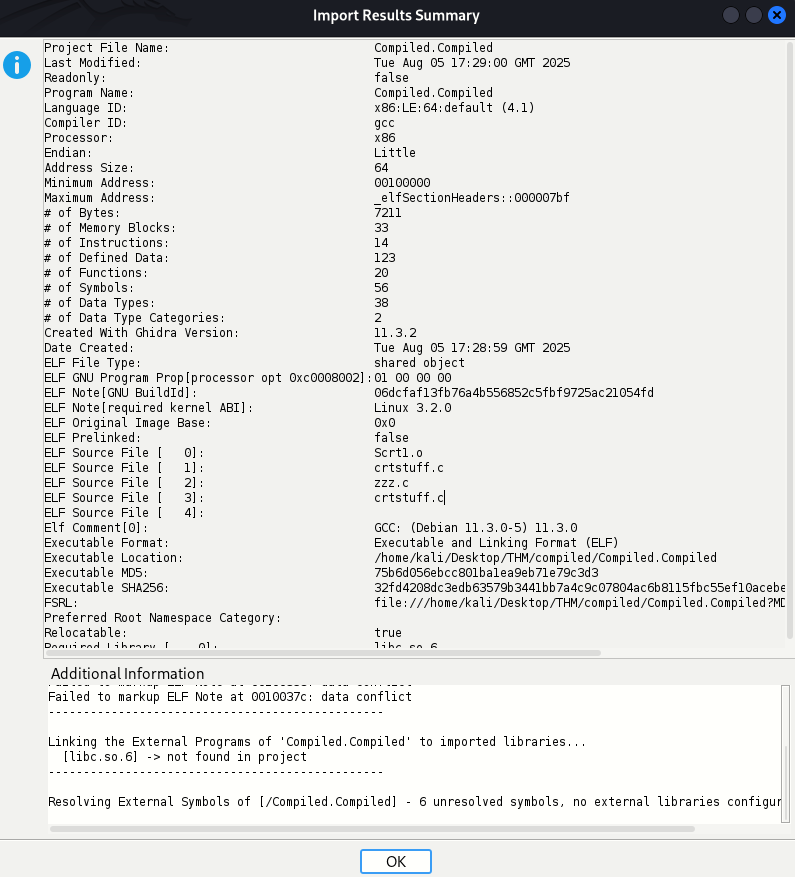 Import Results Summary
Project File Name: Compiled.Compiled
Last Modified: Tue Aug 05 17:29:00 GMT 2025
Readonly: false
Program Name: Compiled.Compiled
Language ID: x86:LE:64:default (4.1)
Compiler ID: gcc
Processor: x86
Endian: Little
Address Size: 64
Minimum Address: 00100000
Maximum Address: _elfSectionHeaders::000007bf
# of Bytes: 7211
# of Memory Blocks: 33
# of Instructions: 14
# of Defined Data: 123
# of Functions: 20
# of Symbols: 56
# of Data Types: 38
# of Data Type Categories: 2
Created With Ghidra Version: 11.3.2
Date Created: Tue Aug 05 17:28:59 GMT 2025
ELF File Type: shared object
ELF GNU Program Prop[processor opt 0xc0008002]: 01 00 00 00
ELF Note[GNU BuildId]: 06dcfaf13fb76a4b556852c5fbf9725ac21054fd
ELF Note[required kernel ABI]: Linux 3.2.0
ELF Original Image Base: 0x0
ELF Prelinked: false
ELF Source File [ 0]: Scrt1.o
ELF Source File [ 1]: crtstuff.c
ELF Source File [ 2]: zzz.c
ELF Source File [ 3]: crtstuff.c
ELF Source File [ 4]:
Elf Comment[0]: GCC: (Debian 11.3.0-5) 11.3.0
Executable Format: Executable and Linking Format (ELF)
Executable Location: /home/kali/Desktop/THM/compiled/Compiled.Compiled
Executable MD5: 75b6d056ebcc801ba1ea9eb71e79c3d3
Executable SHA256: 32fd4208dc3edb63579b3441bb7a4c9c07804ac6b8115fbc55ef10acebe
FSRL: file:///home/kali/Desktop/THM/compiled/Compiled.Compiled?MD
Preferred Root Namespace Category:
Relocatable: true
Required Library [ 0]: libc.so.6
Additional Information
data conflict
Failed to markup ELF Note at 0010037c: data conflict
------------------------------------------------
Linking the External Programs of 'Compiled.Compiled' to imported libraries...
[libc.so.6] -> not found in project
------------------------------------------------
Resolving External Symbols of [/Compiled.Compiled] - 6 unresolved symbols, no external libraries configur
OK